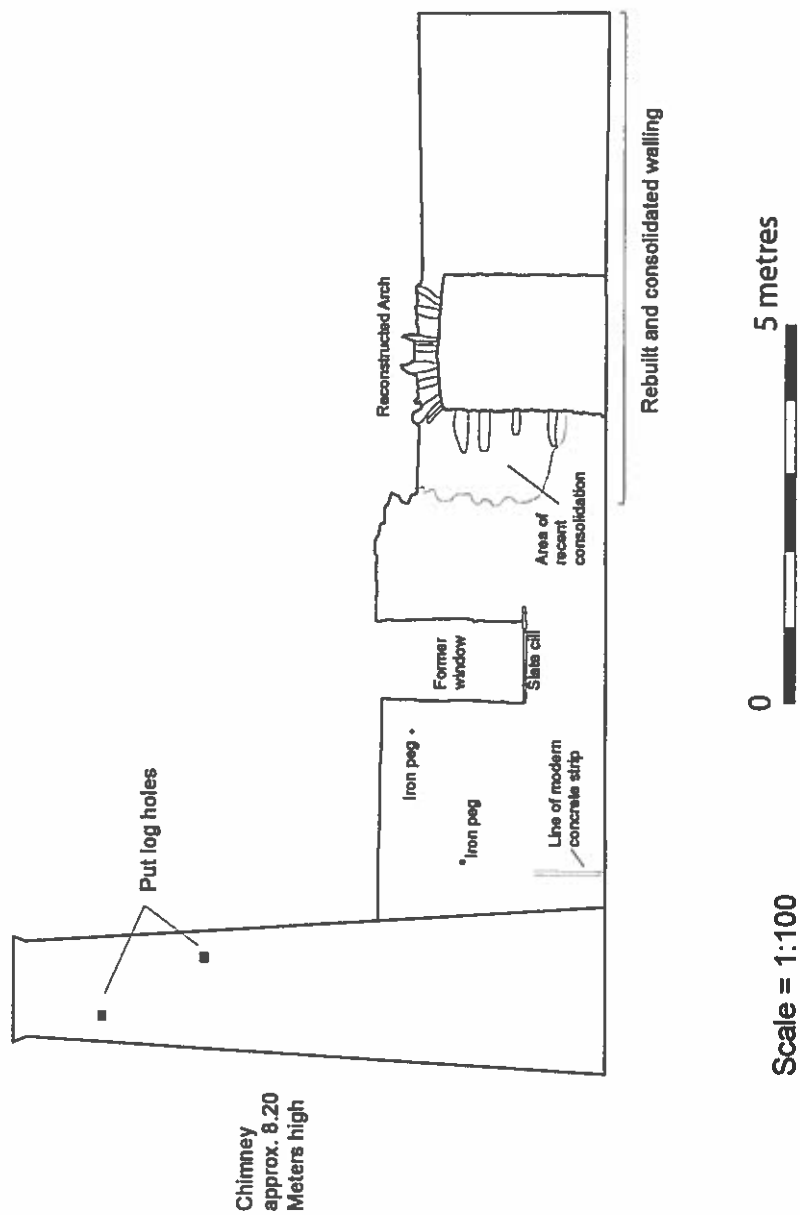 Chimney
approx. 8.20
Meters high
Put log holes
Iron peg
Iron peg
Line of modern
concrete strip
Former
window
Slate cill
Area of
recent
consolidation
Reconstructed Arch
Rebuilt and consolidated walling
Scale = 1:100
0
5 metres